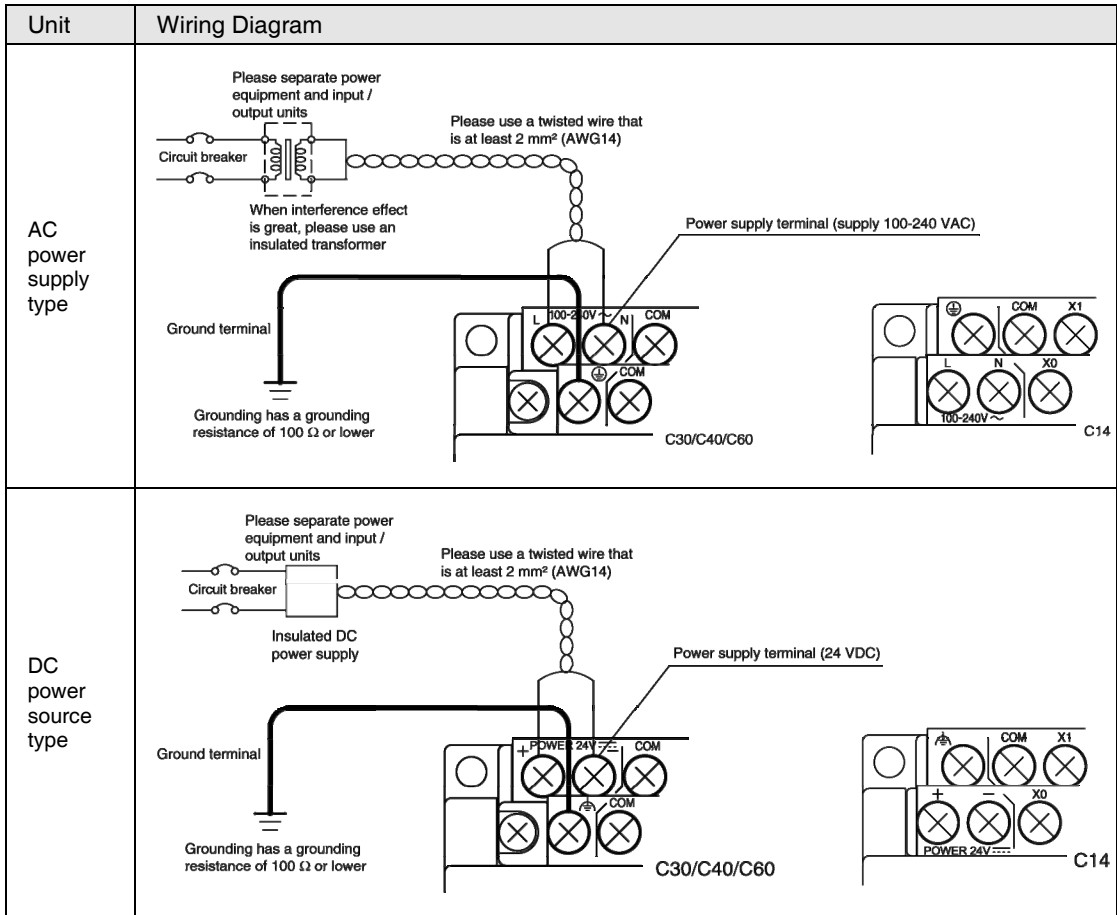 Unit
Wiring Diagram
AC
power
supply
type
Please separate power
equipment and input /
output units
Please use a twisted wire that
is at least 2 mm² (AWG14)
Circuit breaker
When interference effect
is great, please use an
insulated transformer
Power supply terminal (supply 100-240 VAC)
Ground terminal
L 100-240V ~ N COM
COM
Grounding has a grounding
resistance of 100 Ω or lower
C30/C40/C60
COM X1
L N X0
100-240V ~
C14
DC
power
source
type
Please separate power
equipment and input /
output units
Please use a twisted wire that
is at least 2 mm² (AWG14)
Circuit breaker
Insulated DC
power supply
Power supply terminal (24 VDC)
Ground terminal
+ POWER 24V COM
COM
Grounding has a grounding
resistance of 100 Ω or lower
C30/C40/C60
COM X1
+ − X0
POWER 24V
C14